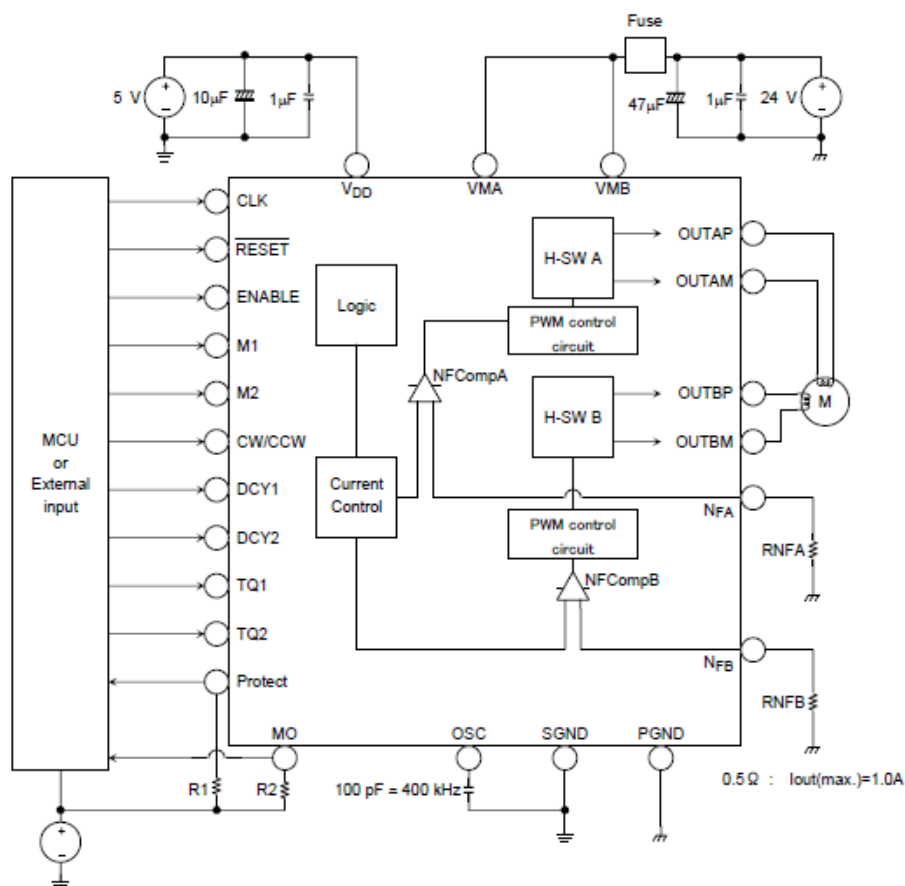 Fuse
5 V
10μF
1μF
47μF
1μF
24 V
VDD
VMA
VMB
CLK
RESET
ENABLE
M1
M2
CW/CCW
DCY1
DCY2
TQ1
TQ2
Protect
MCU
or
External
input
Logic
Current
Control
H-SW A
PWM control
circuit
NFCompA
H-SW B
PWM control
circuit
NFCompB
OUTAP
OUTAM
OUTBP
OUTBM
M
NFA
RNFA
NFB
RNFB
MO
OSC
SGND
PGND
R1
R2
100 pF = 400 kHz
0.5Ω : Iout(max.)=1.0A